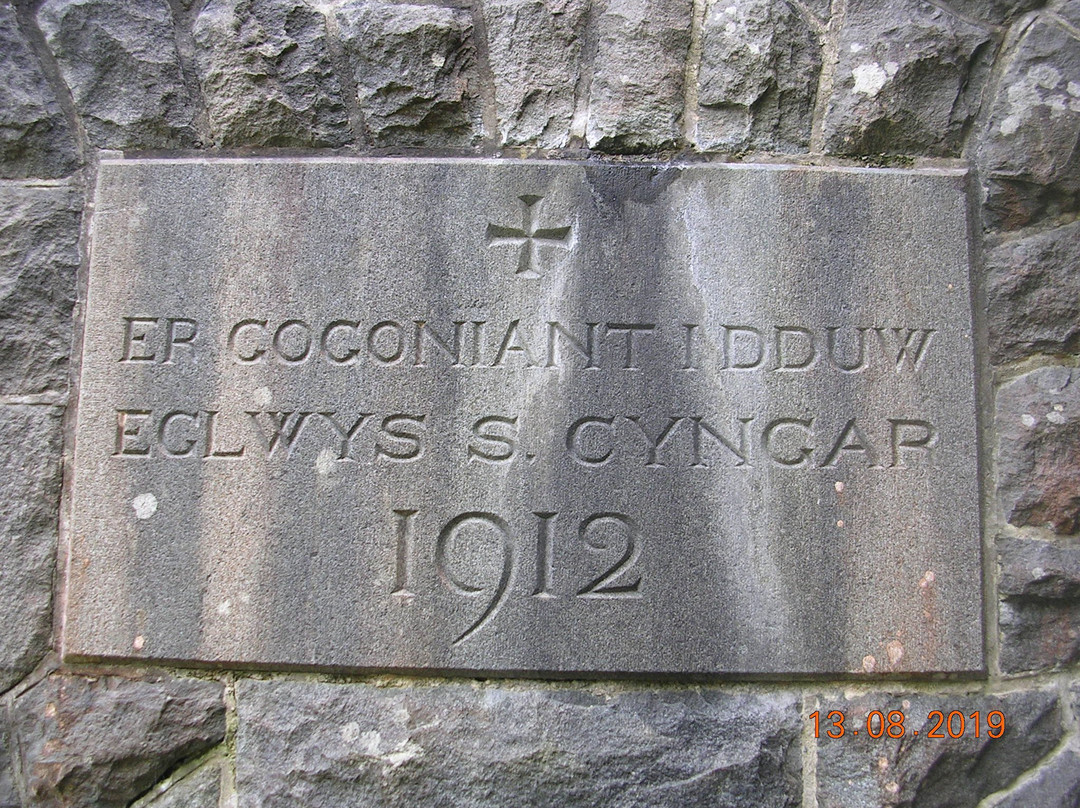 ER GOGONIANT I DDUW
EGLWYS S. CYNGAR
1912
13.08.2019